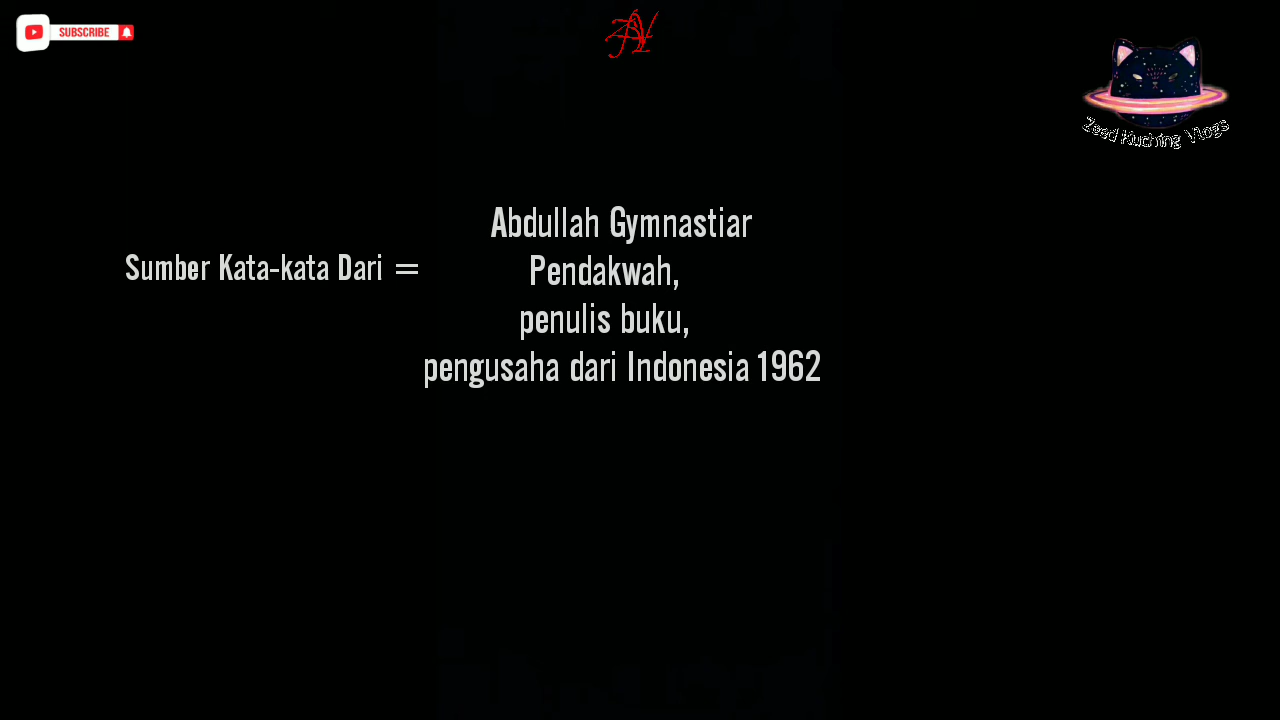 SUBSCRIBE
Zeed Kuching Vlogs
Abdullah Gymnastiar
Sumber Kata-kata Dari =
Pendakwah,
penulis buku,
pengusaha dari Indonesia 1962